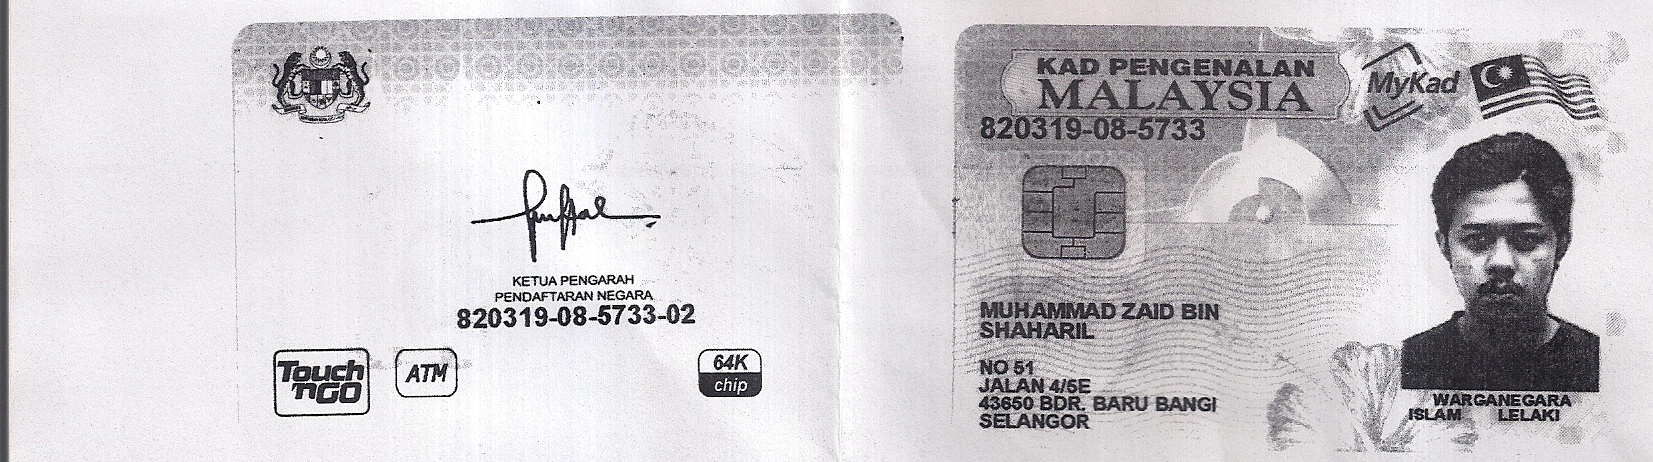 KETUA PENGARAH
PENDAFTARAN NEGARA
820319-08-5733-02
Touch
'nGO
ATM
64K
chip
KAD PENGENALAN
MALAYSIA
MyKad
820319-08-5733
MUHAMMAD ZAID BIN
SHAHARIL
NO 51
JALAN 4/5E
43650 BDR. BARU BANGI
SELANGOR
WARGANEGARA
ISLAM LELAKI